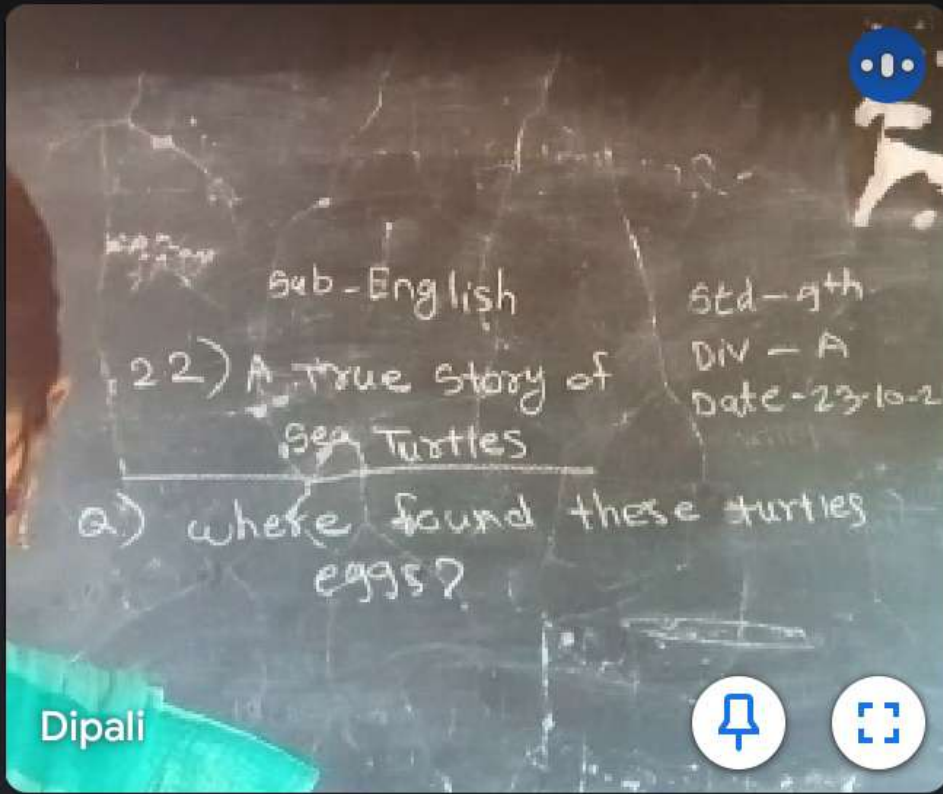 Sub-English
Std-9th
Div-A
Date-23-10-2
22) A True Story of
Sea Turtles
Q) where found these turtles
eggs?
Dipali